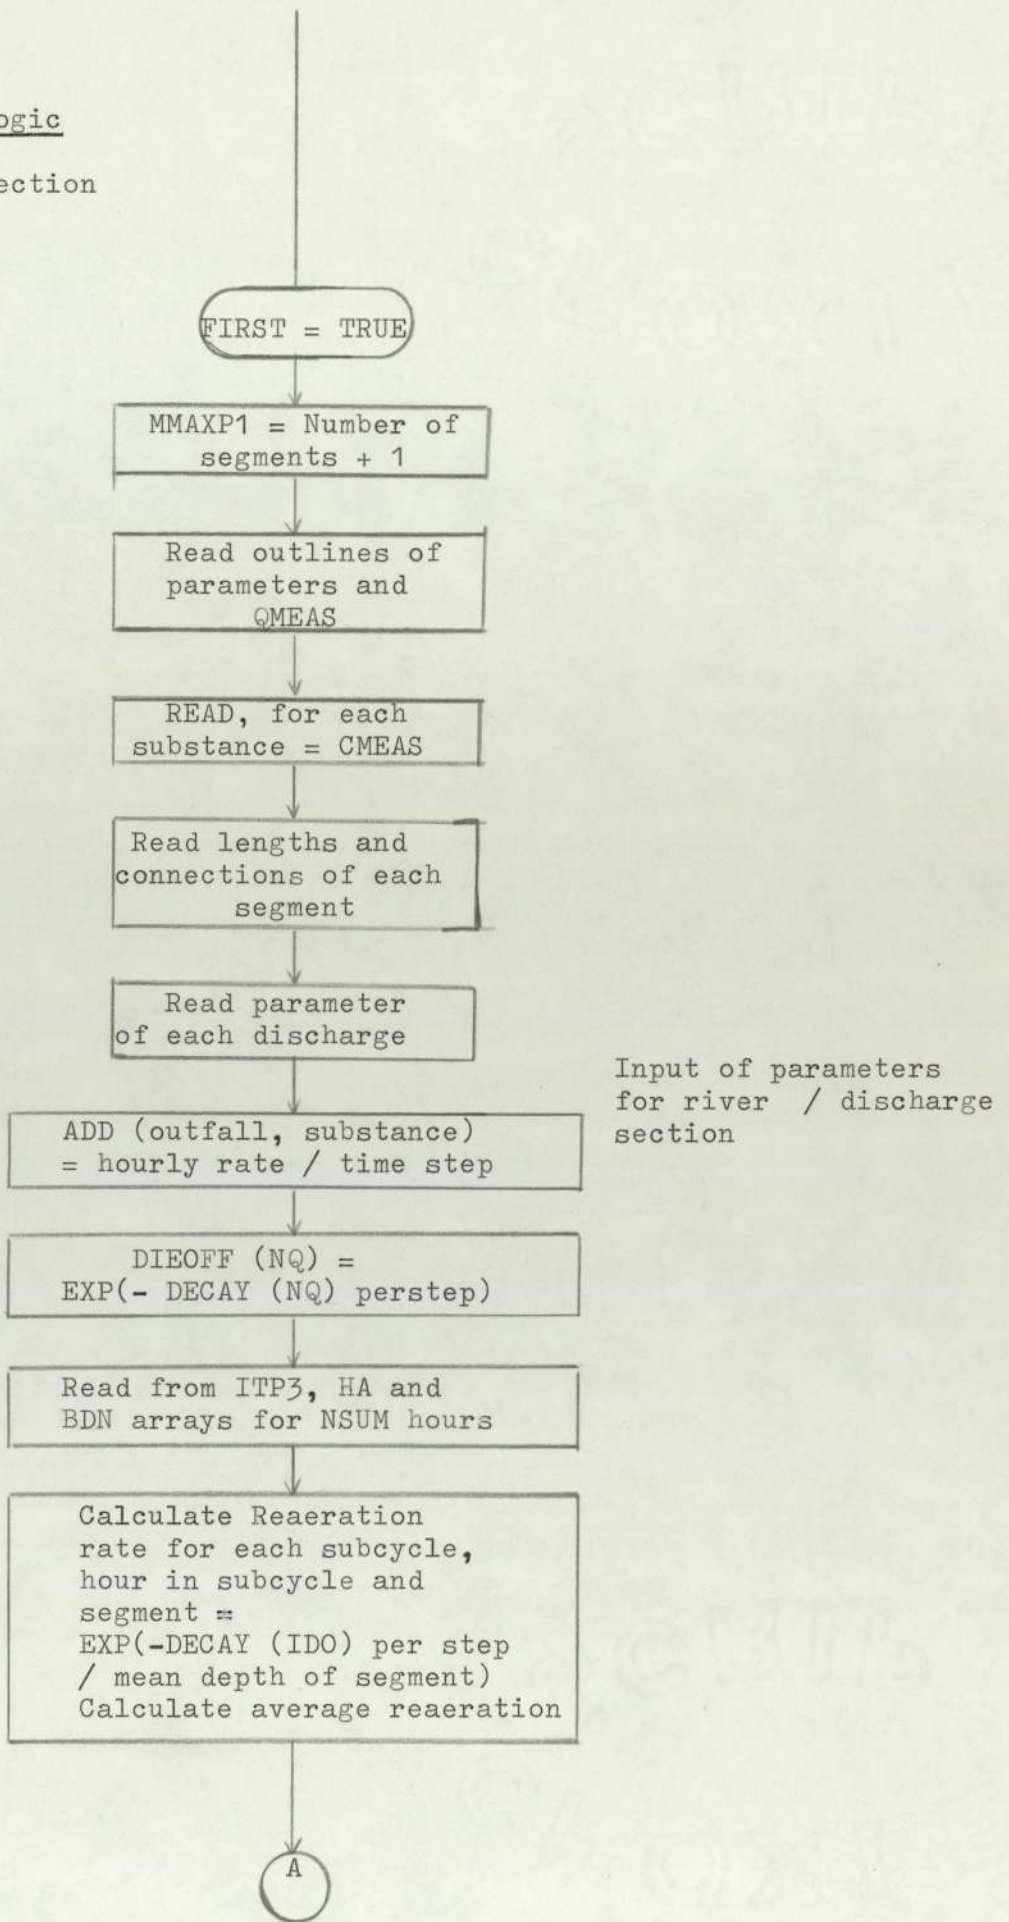 ogic
ection
FIRST = TRUE
MMAXP1 = Number of
segments + 1
Read outlines of
parameters and
QMEAS
READ, for each
substance = CMEAS
Read lengths and
connections of each
segment
Read parameter
of each discharge
Input of parameters
for river / discharge
section
ADD (outfall, substance)
= hourly rate / time step
DIEOFF (NQ) =
EXP(- DECAY (NQ) perstep)
Read from ITP3, HA and
BDN arrays for NSUM hours
Calculate Reaeration
rate for each subcycle,
hour in subcycle and
segment =
EXP(-DECAY (IDO) per step
/ mean depth of segment)
Calculate average reaeration
A